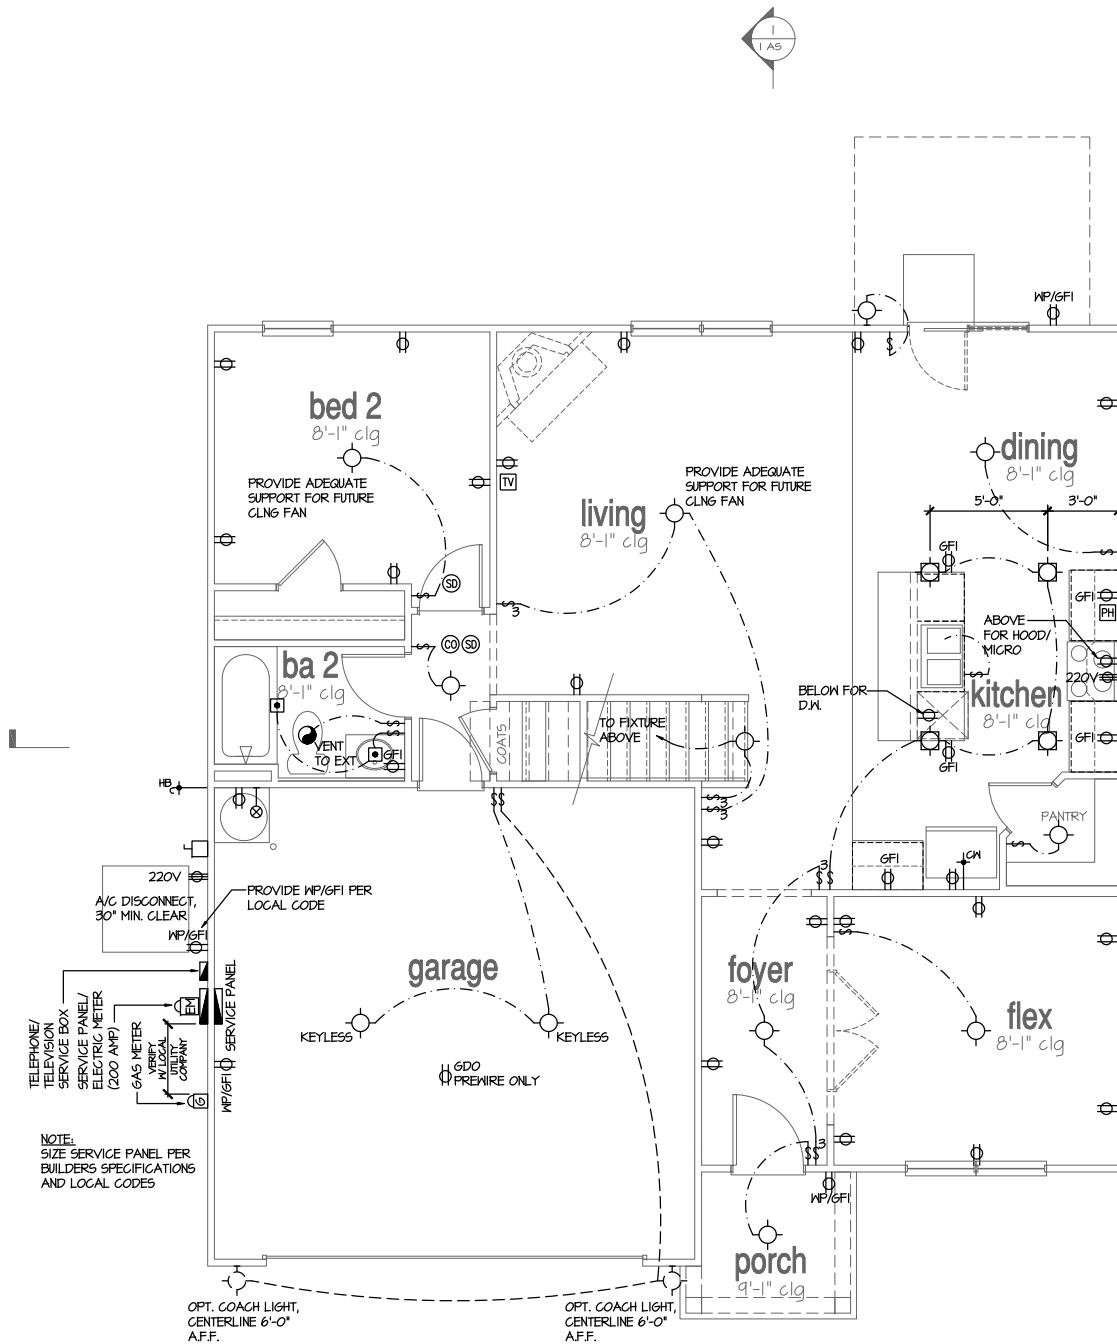 1
1 AS
WP/GFI
bed 2
8'-1" clg
PROVIDE ADEQUATE
SUPPORT FOR FUTURE
CLNG FAN
TV
living
8'-1" clg
PROVIDE ADEQUATE
SUPPORT FOR FUTURE
CLNG FAN
dining
8'-1" clg
5'-0"
3'-0"
GFI
SD
S
S
3
S
S
CO
SD
GFI
PH
ABOVE
FOR HOOD/
MICRO
220V
S
kitchen
8'-1" clg
BELOW FOR
D.W.
GFI
GFI
ba 2
8'-1" clg
S
S
VENT
TO EXT
GFI
COATS
TO FIXTURE
ABOVE
HB
S
S
S
3
S
3
PANTRY
S
220V
A/C DISCONNECT,
30" MIN. CLEAR
WP/GFI
PROVIDE WP/GFI PER
LOCAL CODE
GFI
CW
3
S
S
garage
KEYLESS
KEYLESS
GDO
PREWIRE ONLY
foyer
8'-1" clg
S
flex
8'-1" clg
TELEPHONE/
TELEVISION
SERVICE BOX
SERVICE PANEL/
ELECTRIC METER
(200 AMP)
GAS METER
VERIFY
W/ LOCAL
UTILITY
COMPANY
EM
G
SERVICE PANEL
WP/GFI
NOTE:
SIZE SERVICE PANEL PER
BUILDERS SPECIFICATIONS
AND LOCAL CODES
S
S
3
WP/GFI
porch
9'-1" clg
OPT. COACH LIGHT,
CENTERLINE 6'-0"
A.F.F.
OPT. COACH LIGHT,
CENTERLINE 6'-0"
A.F.F.